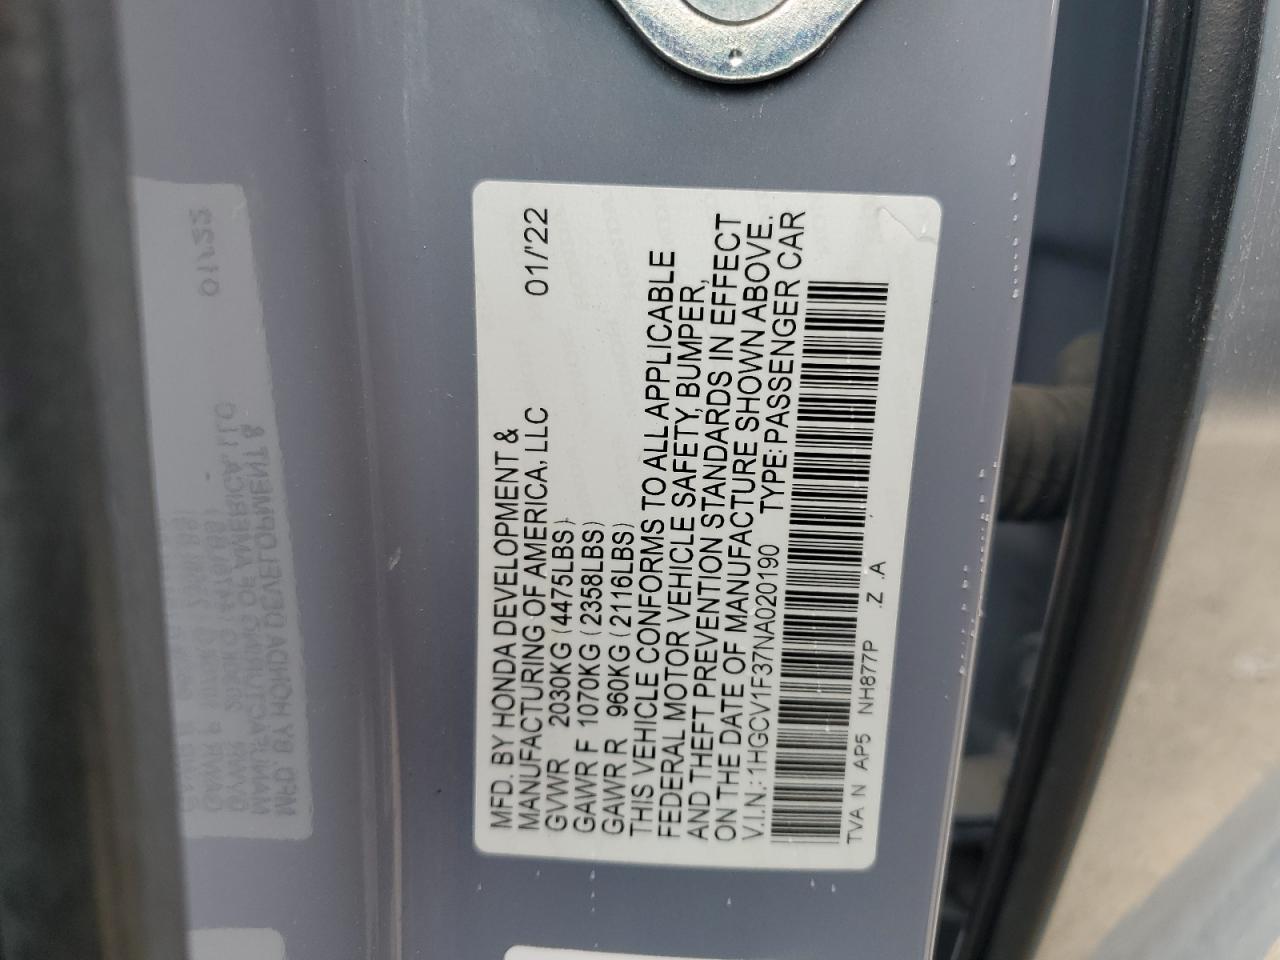 MFD. BY HONDA DEVELOPMENT &
MANUFACTURING OF AMERICA, LLC 01/'22
GVWR 2030KG (4475LBS)
GAWR F 1070KG (2358LBS)
GAWR R 960KG (2116LBS)
THIS VEHICLE CONFORMS TO ALL APPLICABLE
FEDERAL MOTOR VEHICLE SAFETY, BUMPER,
AND THEFT PREVENTION STANDARDS IN EFFECT
ON THE DATE OF MANUFACTURE SHOWN ABOVE.
V.I.N.:1HGCV1F37NA020190 TYPE:PASSENGER CAR
TVA N AP5 NH877P .Z .A